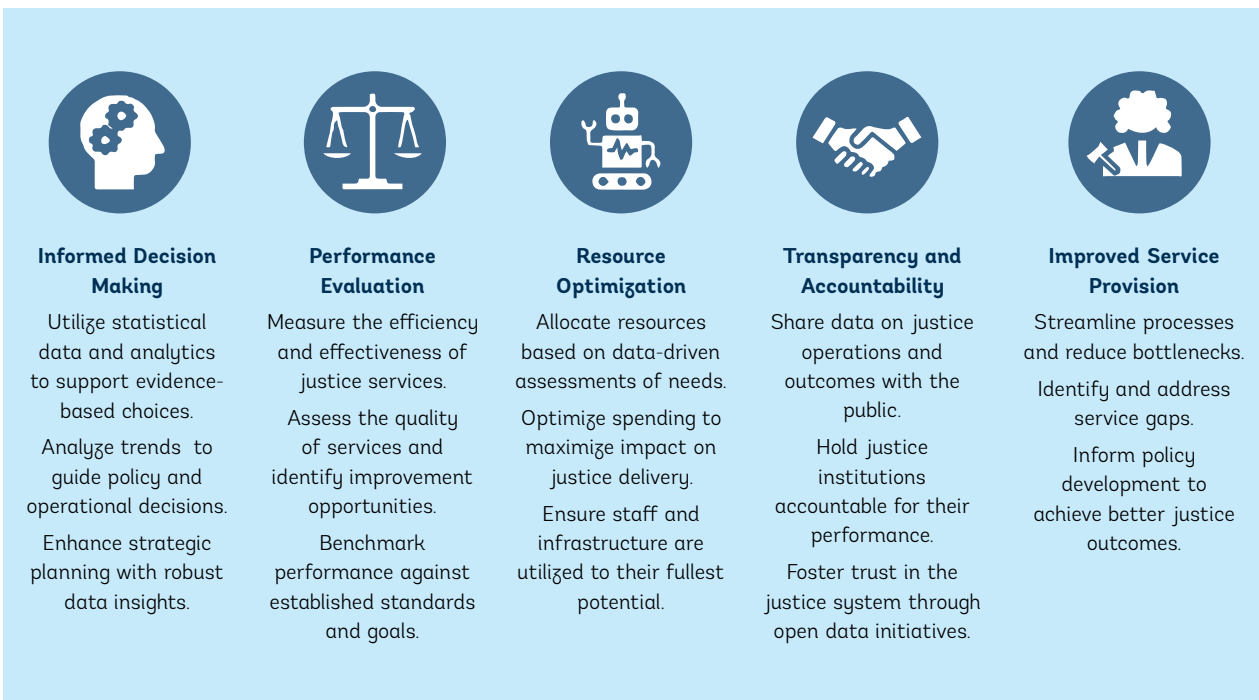 Informed Decision
Making
Utilize statistical
data and analytics
to support evidence-
based choices.
Analyze trends to
guide policy and
operational decisions.
Enhance strategic
planning with robust
data insights.
Performance
Evaluation
Measure the efficiency
and effectiveness of
justice services.
Assess the quality
of services and
identify improvement
opportunities.
Benchmark
performance against
established standards
and goals.
Resource
Optimization
Allocate resources
based on data-driven
assessments of needs.
Optimize spending to
maximize impact on
justice delivery.
Ensure staff and
infrastructure are
utilized to their fullest
potential.
Transparency and
Accountability
Share data on justice
operations and
outcomes with the
public.
Hold justice
institutions
accountable for their
performance.
Foster trust in the
justice system through
open data initiatives.
Improved Service
Provision
Streamline processes
and reduce bottlenecks.
Identify and address
service gaps.
Inform policy
development to
achieve better justice
outcomes.